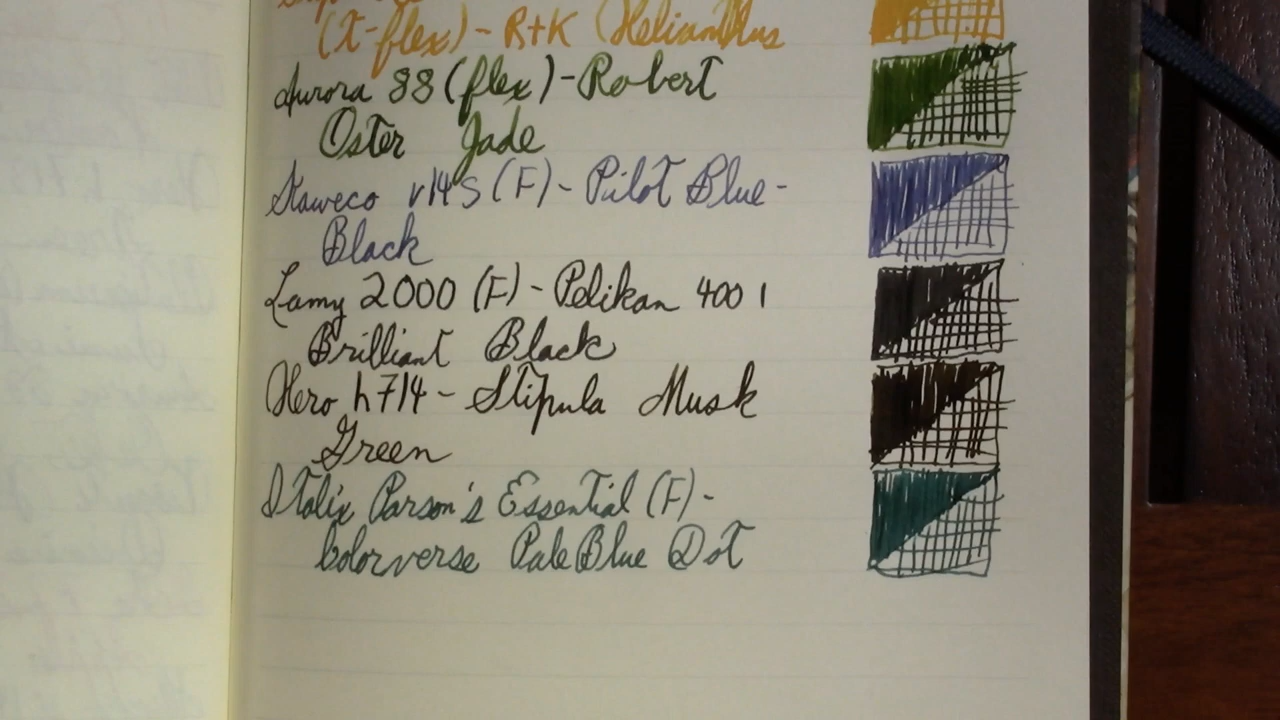 (X-flex) - R+K (Helianthus
Aurora 88 (flex) - Robert
Oster Jade
Kaweco v14 S (F) - Pilot Blue-
Black
Lamy 2000 (F) - Pelikan 4001
Brilliant Black
Hero h714 - Stipula Musk
Green
Italix Parson's Essential (F) -
Colorverse Pale Blue Dot